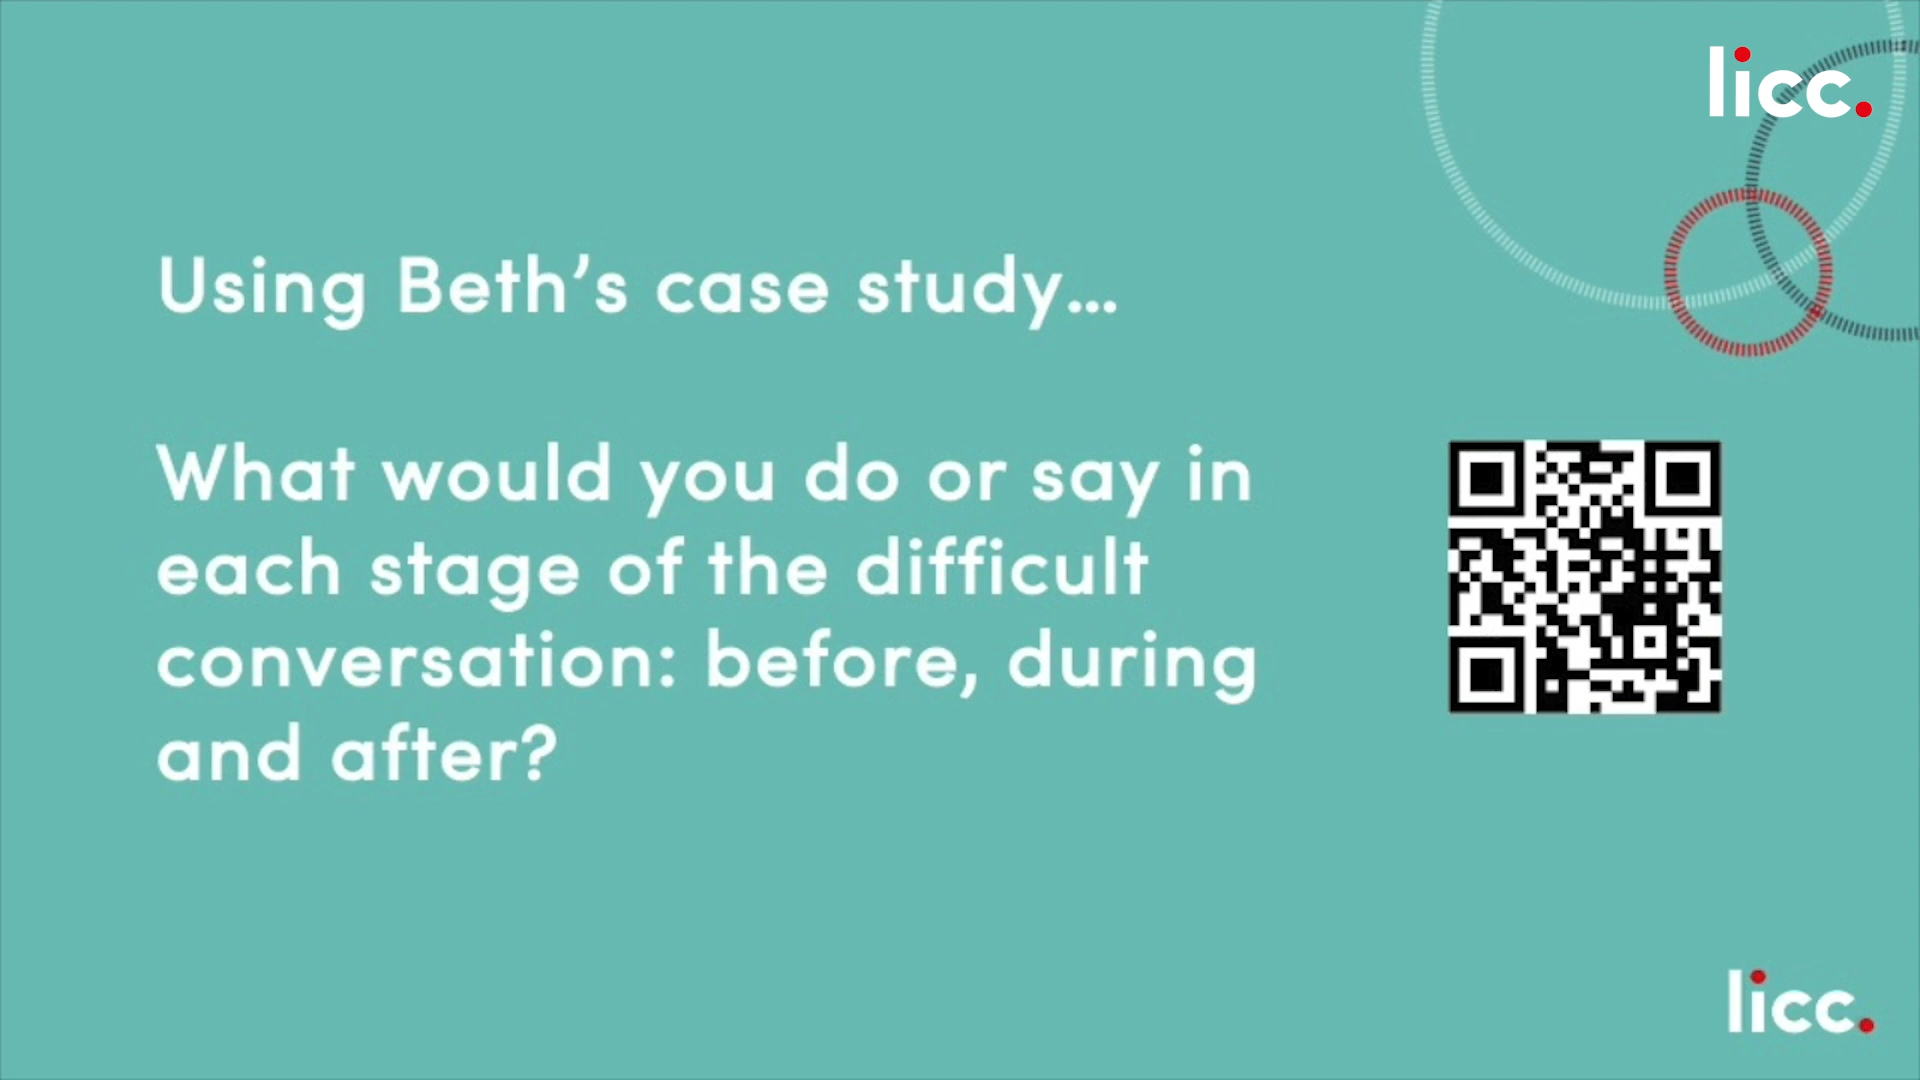 licc.
Using Beth’s case study...
What would you do or say in
each stage of the difficult
conversation: before, during
and after?
licc.